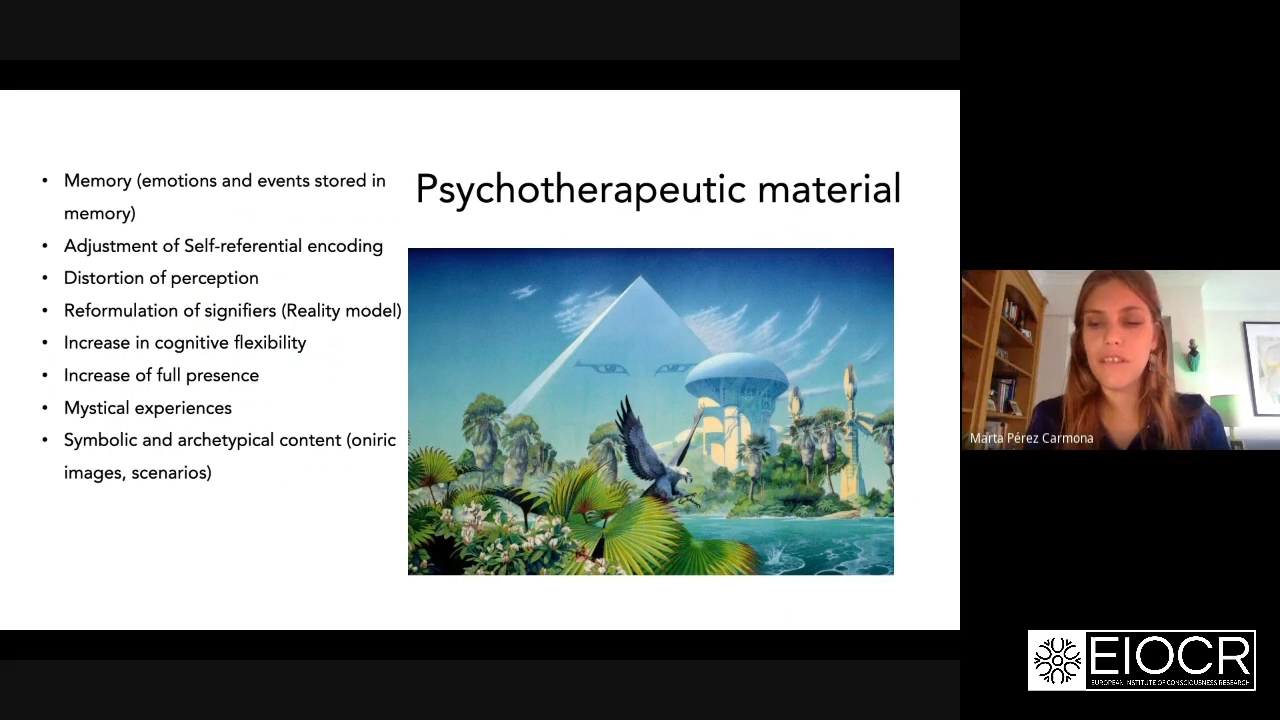 Psychotherapeutic material
• Memory (emotions and events stored in
memory)
• Adjustment of Self-referential encoding
• Distortion of perception
• Reformulation of signifiers (Reality model)
• Increase in cognitive flexibility
• Increase of full presence
• Mystical experiences
• Symbolic and archetypical content (oniric
images, scenarios)
Marta Pérez Carmona
EIOCR
EUROPEAN INSTITUTE OF CONSCIOUSNESS RESEARCH